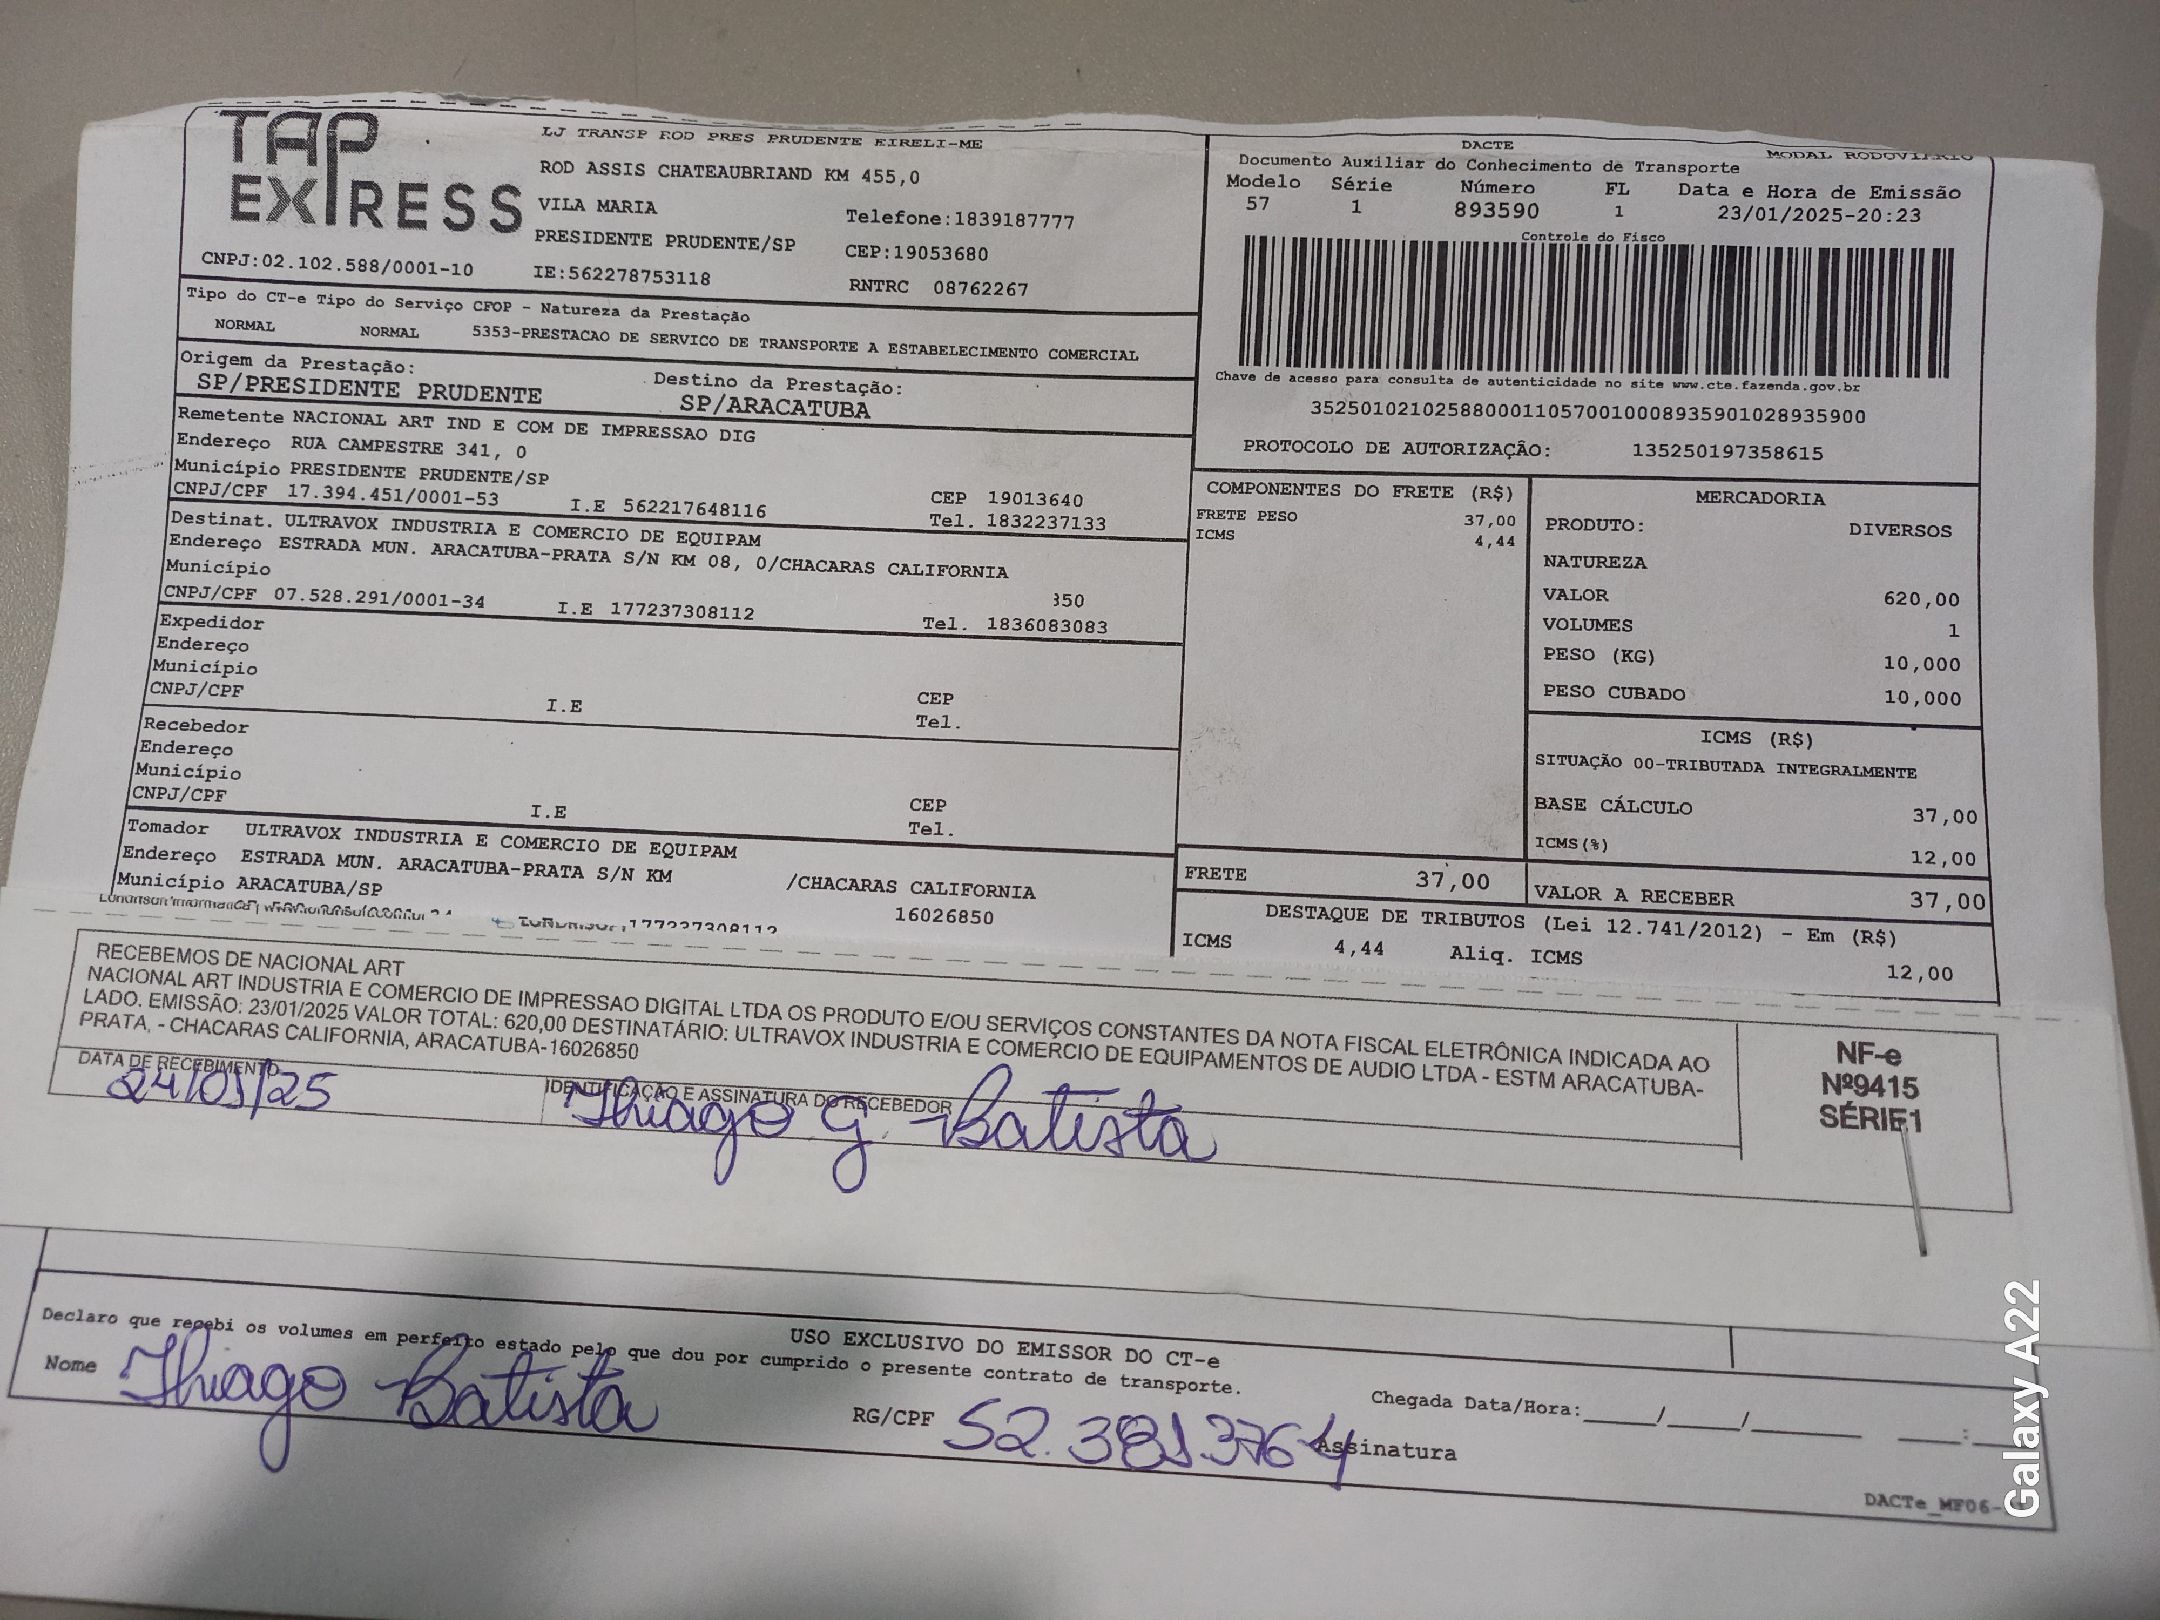 TAP
EXPRESS
LJ TRANSP ROD PRES PRUDENTE EIRELI-ME
ROD ASSIS CHATEAUBRIAND KM 455,0
VILA MARIA
Telefone:1839187777
PRESIDENTE PRUDENTE/SP
CEP:19053680
CNPJ:02.102.588/0001-10
IE:562278753118
RNTRC 08762267
DACTE
MODAL RODOVIÁRIO
Documento Auxiliar do Conhecimento de Transporte
Modelo Série Número FL Data e Hora de Emissão
57 1 893590 1 23/01/2025-20:23
Controle do Fisco
Chave de acesso para consulta de autenticidade no site www.cte.fazenda.gov.br
35250102102588000110570010008935901028935900
PROTOCOLO DE AUTORIZAÇÃO: 135250197358615
Tipo do CT-e Tipo do Serviço CFOP - Natureza da Prestação
NORMAL NORMAL 5353-PRESTACAO DE SERVICO DE TRANSPORTE A ESTABELECIMENTO COMERCIAL
Origem da Prestação: Destino da Prestação:
SP/PRESIDENTE PRUDENTE SP/ARACATUBA
Remetente NACIONAL ART IND E COM DE IMPRESSAO DIG
Endereço RUA CAMPESTRE 341, 0
Município PRESIDENTE PRUDENTE/SP CEP 19013640
CNPJ/CPF 17.394.451/0001-53 I.E 562217648116 Tel. 1832237133
Destinat. ULTRAVOX INDUSTRIA E COMERCIO DE EQUIPAM
Endereço ESTRADA MUN. ARACATUBA-PRATA S/N KM 08, 0/CHACARAS CALIFORNIA
Município 350
CNPJ/CPF 07.528.291/0001-34 I.E 177237308112 Tel. 1836083083
Expedidor
Endereço
Município CEP
CNPJ/CPF I.E Tel.
Recebedor
Endereço
Município CEP
CNPJ/CPF I.E Tel.
Tomador ULTRAVOX INDUSTRIA E COMERCIO DE EQUIPAM
Endereço ESTRADA MUN. ARACATUBA-PRATA S/N KM /CHACARAS CALIFORNIA
Município ARACATUBA/SP 16026850
177237308112
COMPONENTES DO FRETE (R$)
FRETE PESO 37,00
ICMS 4,44
MERCADORIA
PRODUTO: DIVERSOS
NATUREZA
VALOR 620,00
VOLUMES 1
PESO (KG) 10,000
PESO CUBADO 10,000
ICMS (R$)
SITUAÇÃO 00-TRIBUTADA INTEGRALMENTE
BASE CÁLCULO 37,00
ICMS(%) 12,00
FRETE 37,00 VALOR A RECEBER 37,00
DESTAQUE DE TRIBUTOS (Lei 12.741/2012) - Em (R$)
ICMS 4,44 Aliq. ICMS 12,00
RECEBEMOS DE NACIONAL ART
NACIONAL ART INDUSTRIA E COMERCIO DE IMPRESSAO DIGITAL LTDA OS PRODUTO E/OU SERVIÇOS CONSTANTES DA NOTA FISCAL ELETRÔNICA INDICADA AO
LADO. EMISSÃO: 23/01/2025 VALOR TOTAL: 620,00 DESTINATÁRIO: ULTRAVOX INDUSTRIA E COMERCIO DE EQUIPAMENTOS DE AUDIO LTDA - ESTM ARACATUBA-
PRATA, - CHACARAS CALIFORNIA, ARACATUBA-16026850
DATA DE RECEBIMENTO IDENTIFICAÇÃO E ASSINATURA DO RECEBEDOR
24/01/25 Thiago G Batista
NF-e
Nº9415
SÉRIE1
USO EXCLUSIVO DO EMISSOR DO CT-e
Declaro que recebi os volumes em perfeito estado pelo que dou por cumprido o presente contrato de transporte.
Nome Thiago Batista RG/CPF 52.381.376-4 Assinatura
Chegada Data/Hora:_____/_____/______ ____:____
DACTe_MF06-
Galaxy A22